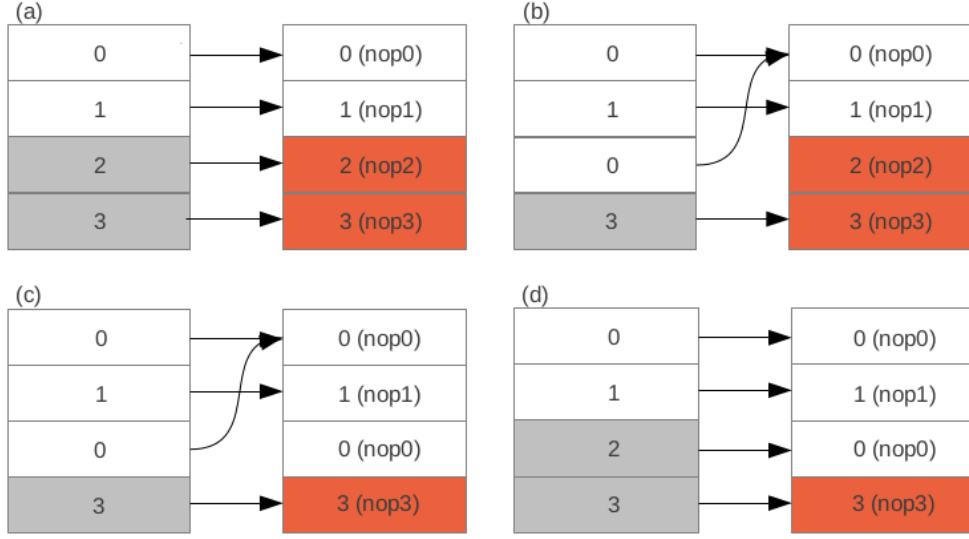 (a)
0 0 (nop0)
1 1 (nop1)
2 2 (nop2)
3 3 (nop3)
(b)
0 0 (nop0)
1 1 (nop1)
0 2 (nop2)
3 3 (nop3)
(c)
0 0 (nop0)
1 1 (nop1)
0 0 (nop0)
3 3 (nop3)
(d)
0 0 (nop0)
1 1 (nop1)
2 0 (nop0)
3 3 (nop3)